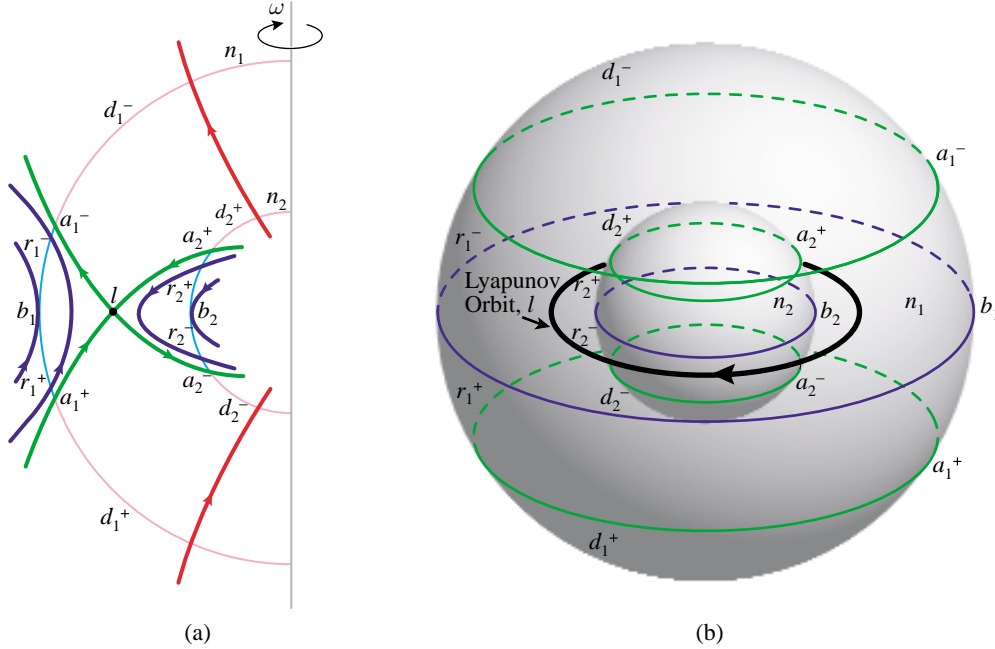 ω
n₁
d₁⁻
n₂
d₂⁺
a₁⁻
a₂⁺
r₁⁻
l
r₂⁺
b₁
b₂
r₂⁻
r₁⁺
a₁⁺
a₂⁻
d₂⁻
d₁⁺
(a)
d₁⁻
a₁⁻
r₁⁻
d₂⁺
a₂⁺
Lyapunov
Orbit, l
r₂⁺
n₂
b₂
n₁
b₁
r₂⁻
r₁⁺
d₂⁻
a₂⁻
a₁⁺
d₁⁺
(b)